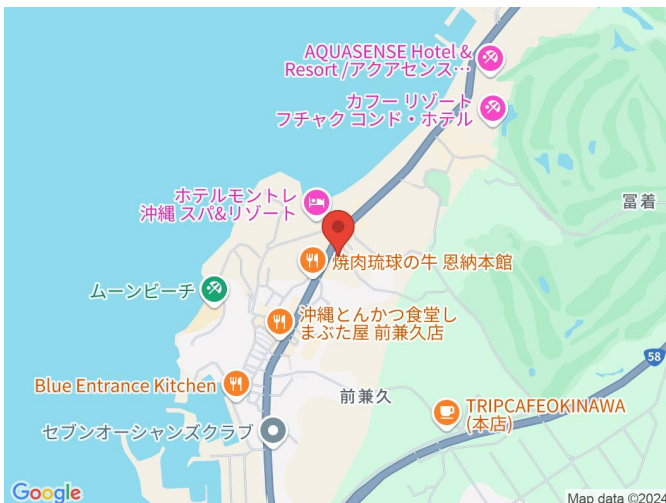 AQUASENSE Hotel &
Resort /アクアセンス…
カフー リゾート
フチャク コンド・ホテル
ホテルモントレ
沖縄 スパ&リゾート
冨着
焼肉琉球の牛 恩納本館
ムーンビーチ
沖縄とんかつ食堂し
まぶた屋 前兼久店
58
Blue Entrance Kitchen
前兼久
TRIPCAFEOKINAWA
(本店)
セブンオーシャンズクラブ
Google
Map data ©2024